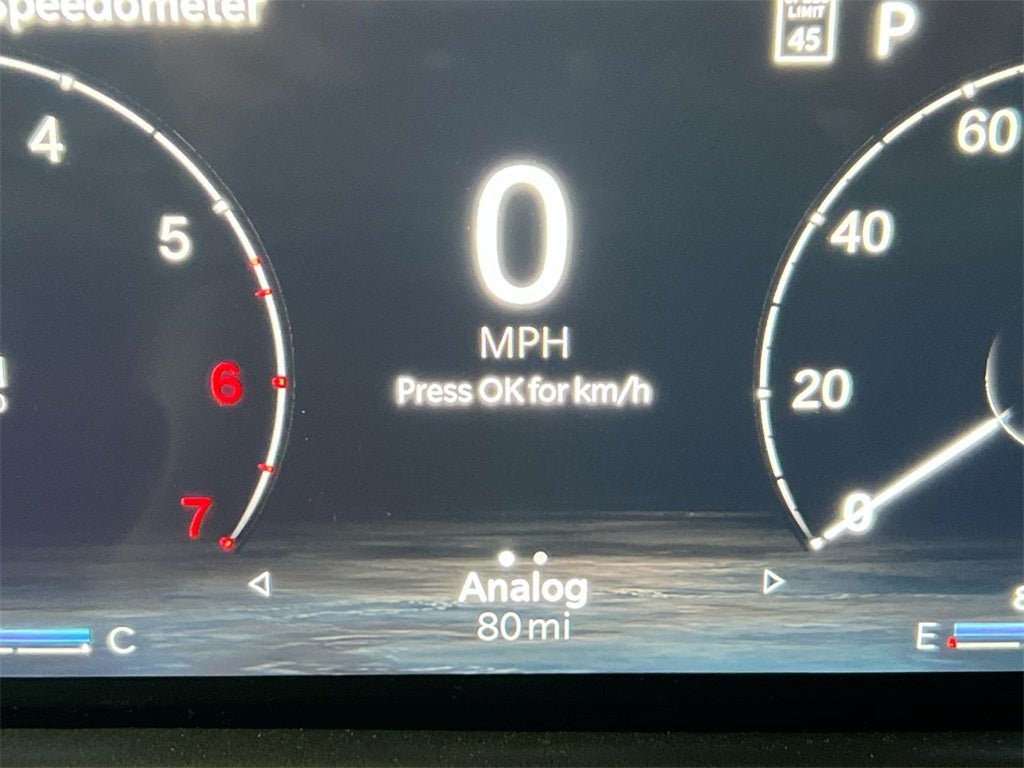 Speedometer
LIMIT
45
P
4
5
6
7
0
MPH
Press OK for km/h
60
40
20
0
Analog
80 mi
C
E
8